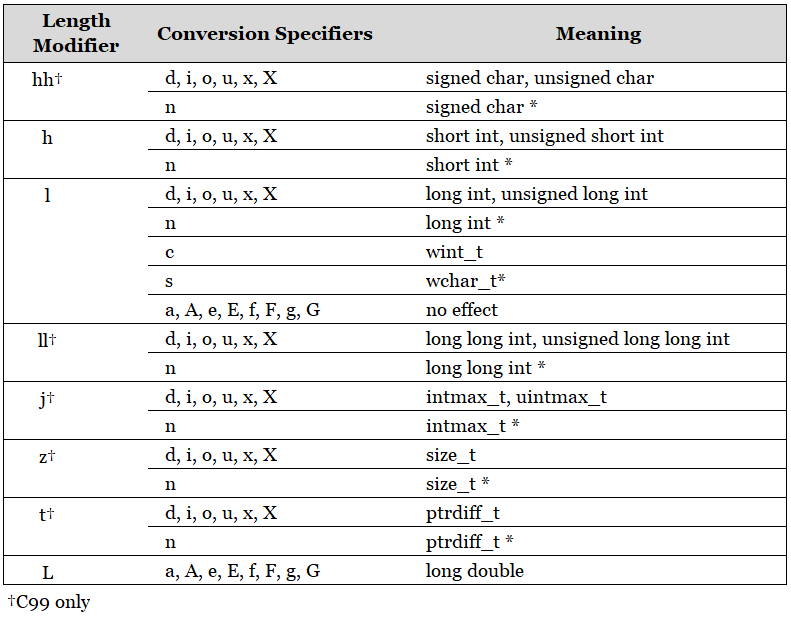 Length Modifier Conversion Specifiers Meaning
hh† d, i, o, u, x, X signed char, unsigned char
n signed char *
h d, i, o, u, x, X short int, unsigned short int
n short int *
l d, i, o, u, x, X long int, unsigned long int
n long int *
c wint_t
s wchar_t*
a, A, e, E, f, F, g, G no effect
ll† d, i, o, u, x, X long long int, unsigned long long int
n long long int *
j† d, i, o, u, x, X intmax_t, uintmax_t
n intmax_t *
z† d, i, o, u, x, X size_t
n size_t *
t† d, i, o, u, x, X ptrdiff_t
n ptrdiff_t *
L a, A, e, E, f, F, g, G long double
†C99 only